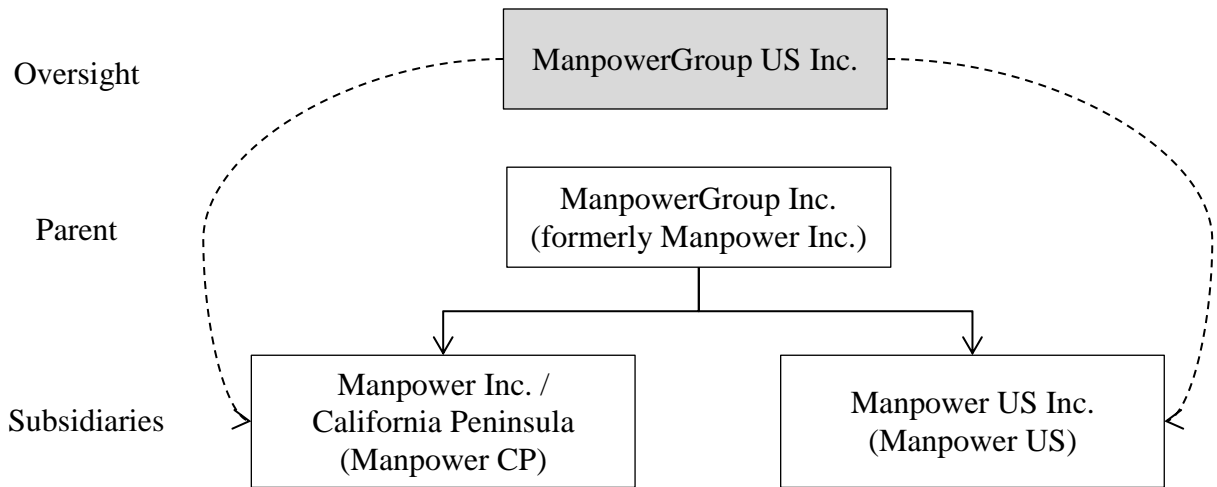 Oversight
ManpowerGroup US Inc.
Parent
ManpowerGroup Inc.
(formerly Manpower Inc.)
Subsidiaries
Manpower Inc. /
California Peninsula
(Manpower CP)
Manpower US Inc.
(Manpower US)